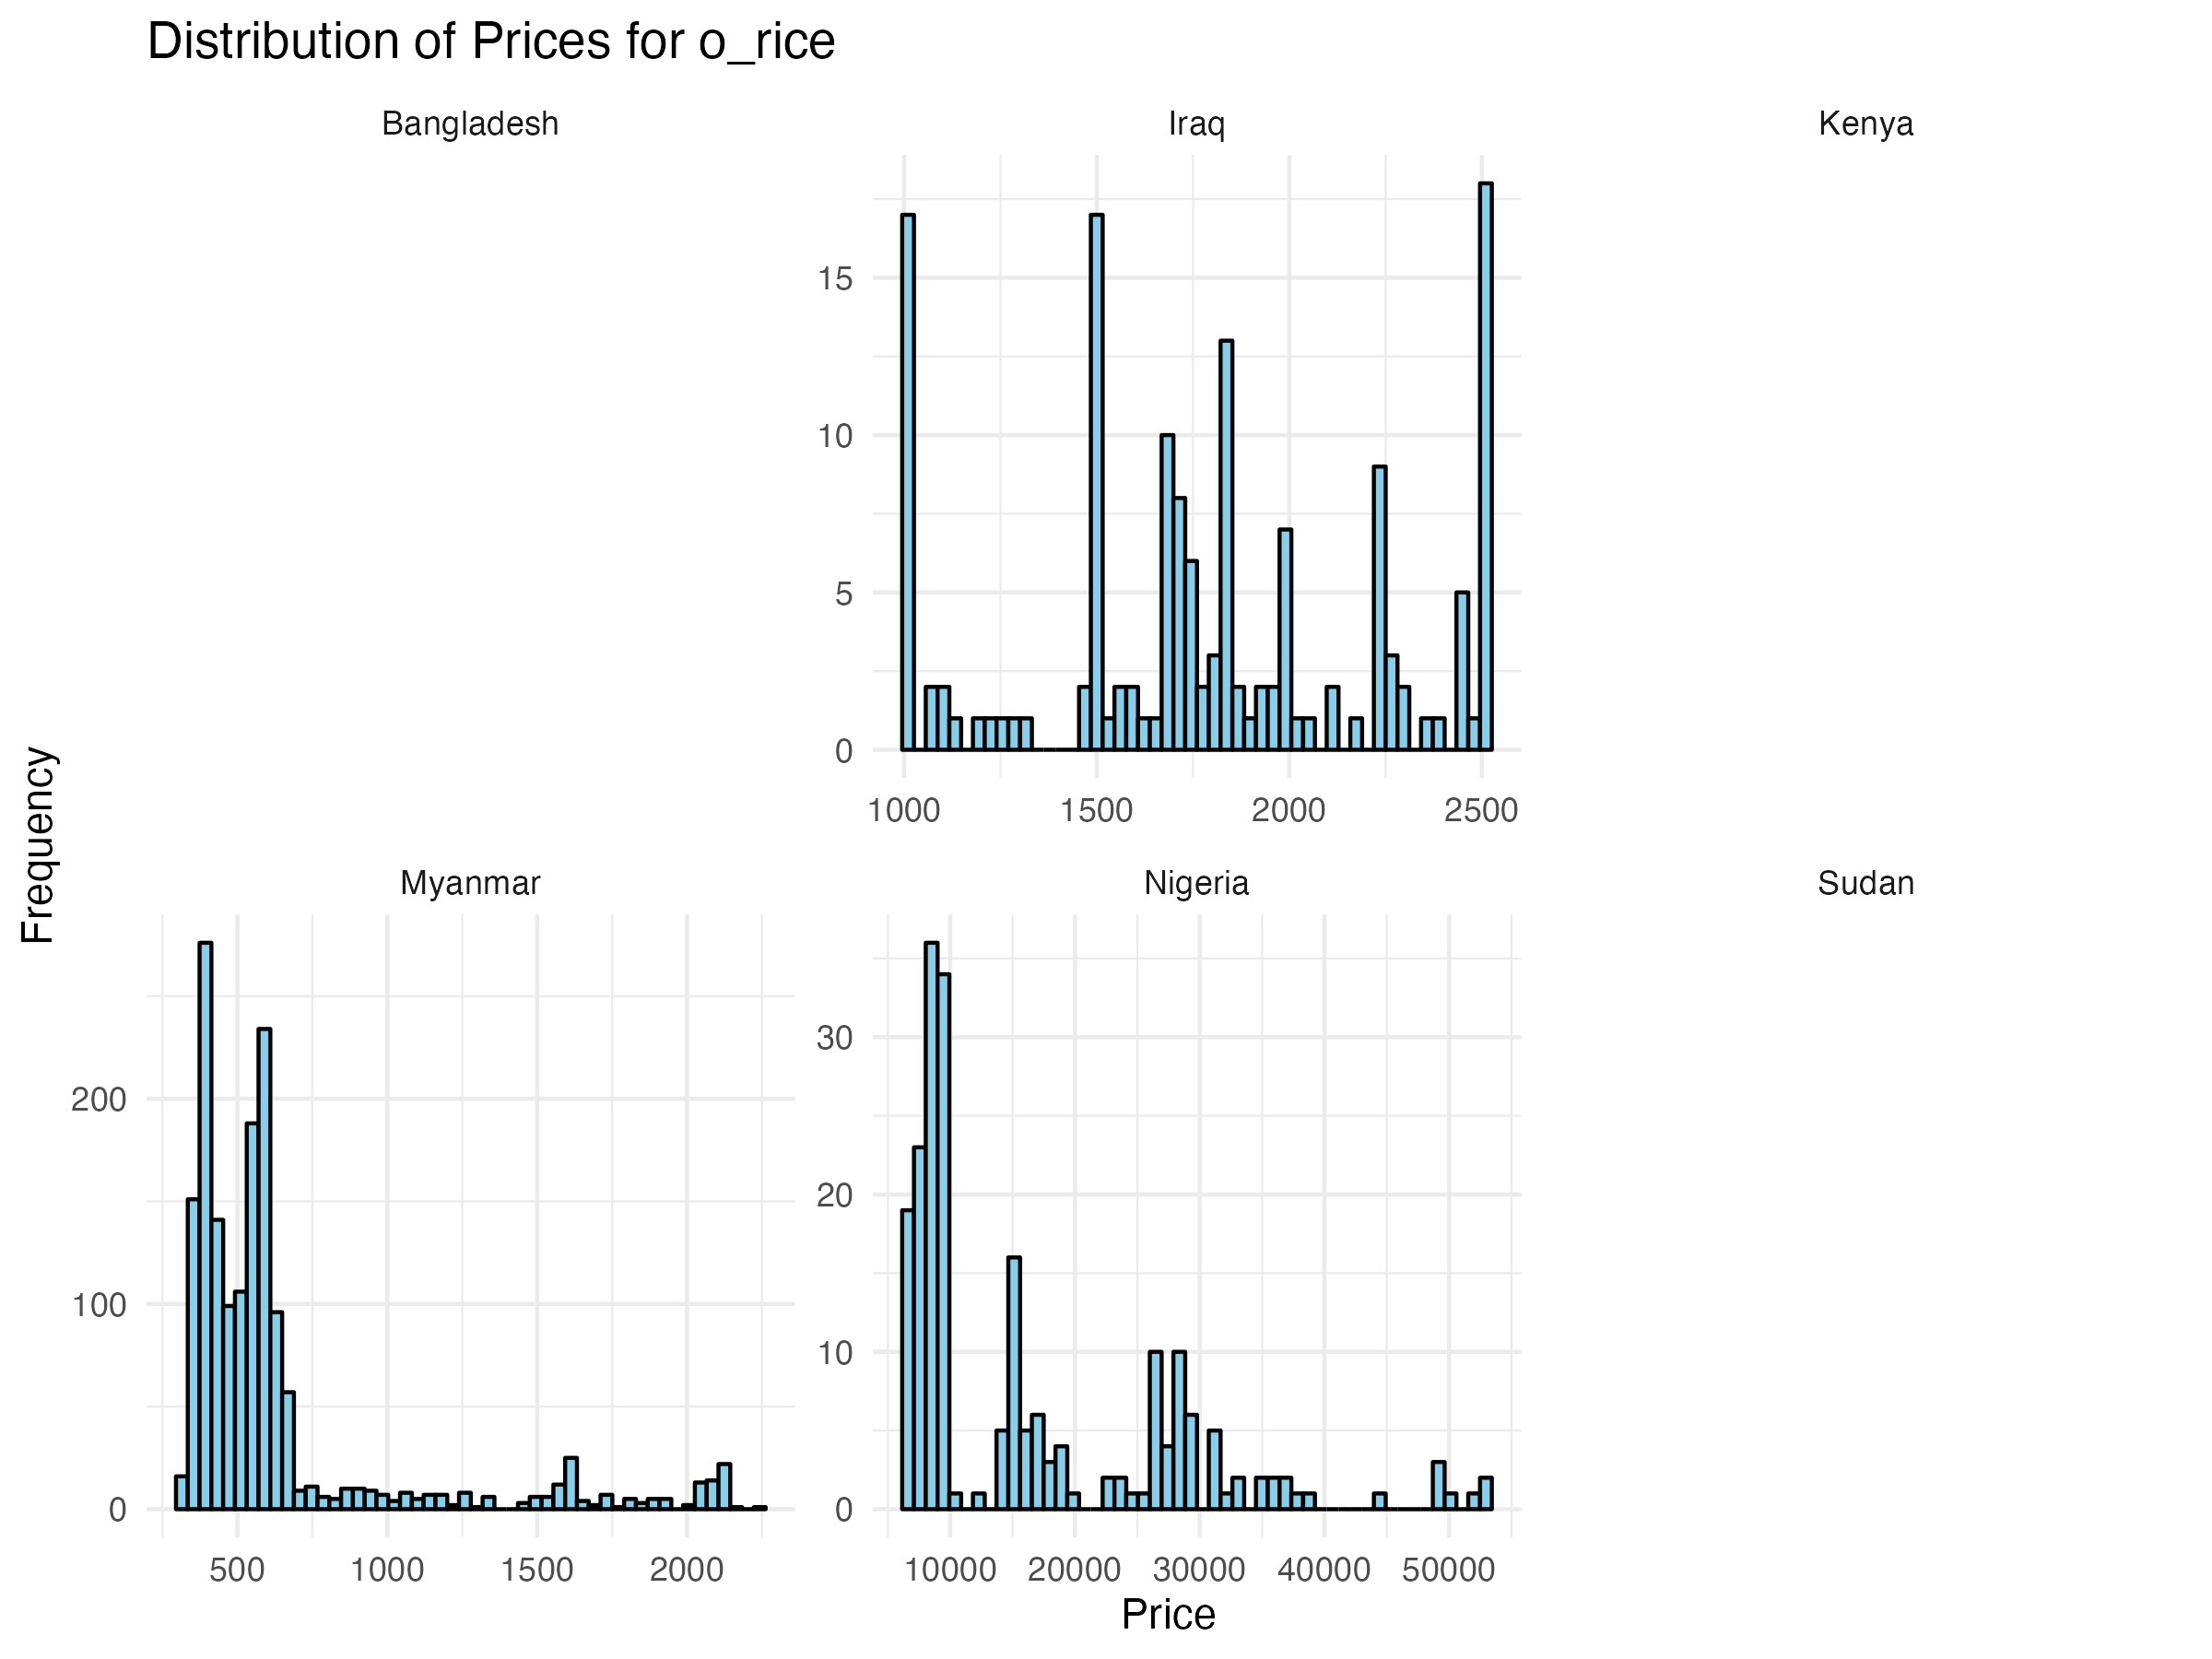 Distribution of Prices for o_rice
Bangladesh
Iraq
Kenya
15
10
5
0
1000 1500 2000 2500
Frequency
Myanmar
Nigeria
Sudan
200
100
0
500 1000 1500 2000
30
20
10
0
10000 20000 30000 40000 50000
Price